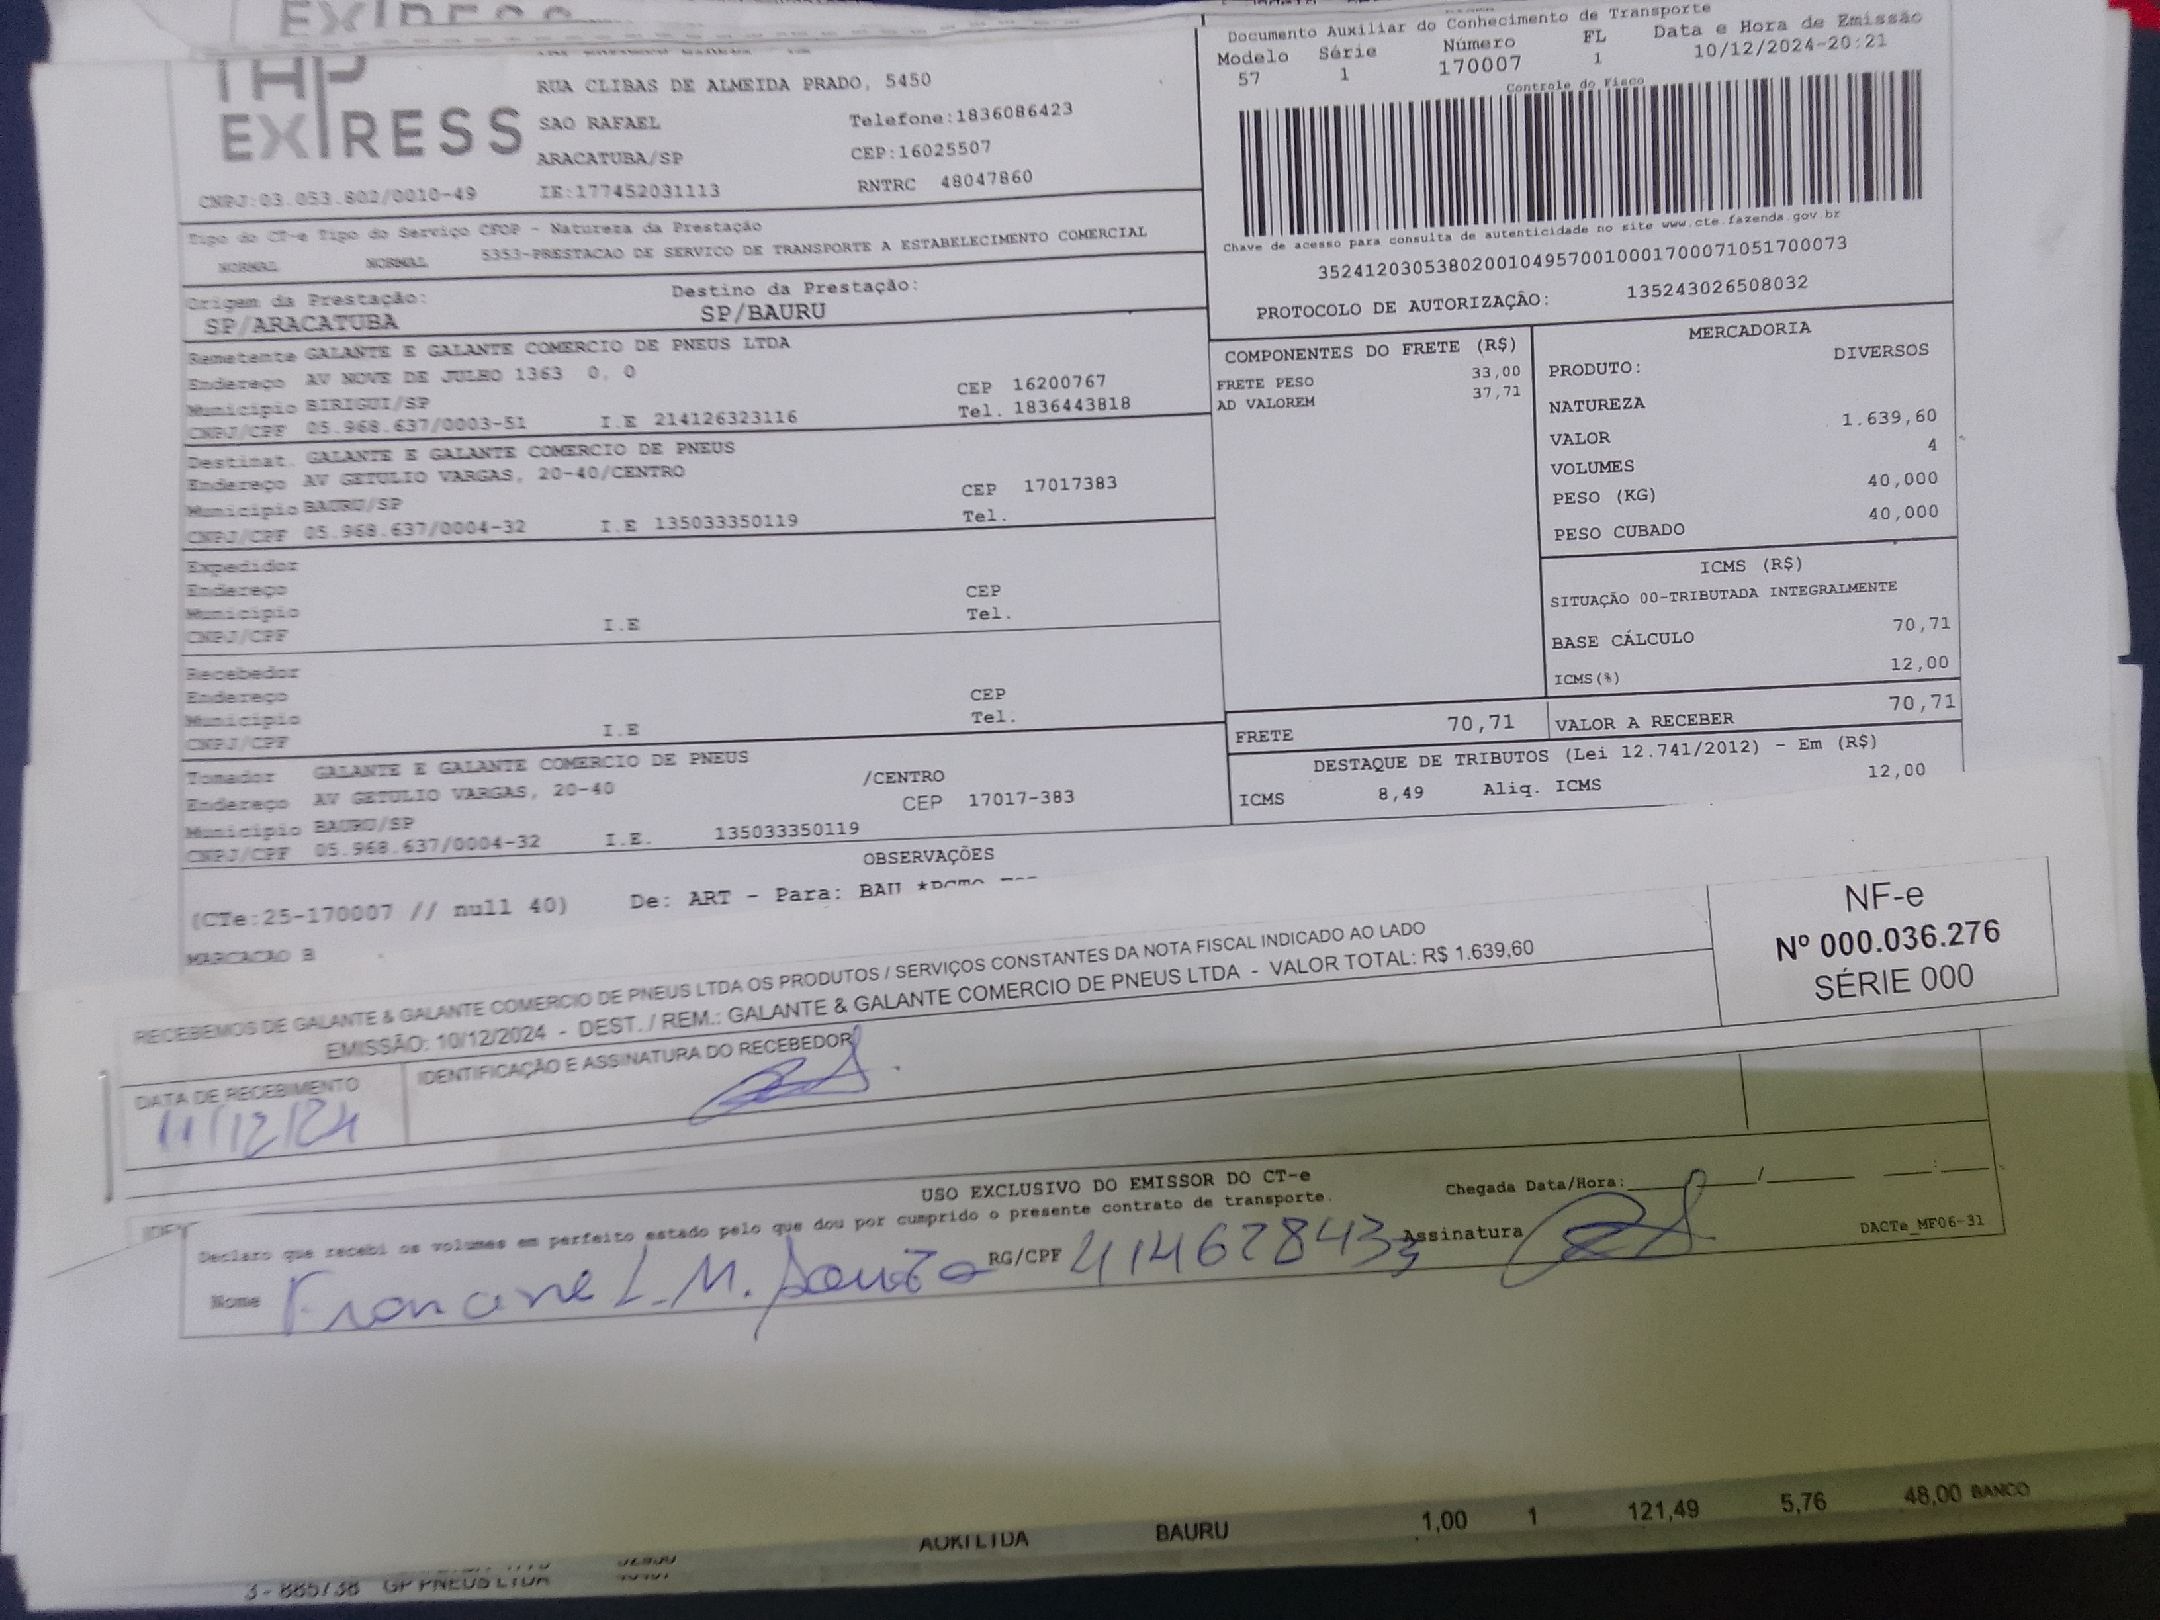 EXPRESS
THP
EXPRESS
RUA CLIBAS DE ALMEIDA PRADO, 5450
SAO RAFAEL Telefone:1836086423
ARACATUBA/SP CEP:16025507
CNPJ:03.053.802/0010-49 IE:177452031113 RNTRC 48047860
Documento Auxiliar do Conhecimento de Transporte
Modelo Série Número FL Data e Hora de Emissão
57 1 170007 1 10/12/2024-20:21
Controle do Fisco
Chave de acesso para consulta de autenticidade no site www.cte.fazenda.gov.br
35241203053802001049570010001700071051700073
PROTOCOLO DE AUTORIZAÇÃO: 135243026508032
Tipo do CT-e Tipo do Serviço CFOP - Natureza da Prestação
NORMAL NORMAL 5353-PRESTACAO DE SERVICO DE TRANSPORTE A ESTABELECIMENTO COMERCIAL
Origem da Prestação: Destino da Prestação:
SP/ARACATUBA SP/BAURU
Remetente GALANTE E GALANTE COMERCIO DE PNEUS LTDA
Endereço AV NOVE DE JULHO 1363 0, 0 CEP 16200767
Município BIRIGUI/SP Tel. 1836443818
CNPJ/CPF 05.968.637/0003-51 I.E 214126323116
Destinat. GALANTE E GALANTE COMERCIO DE PNEUS
Endereço AV GETULIO VARGAS, 20-40/CENTRO CEP 17017383
Município BAURU/SP Tel.
CNPJ/CPF 05.968.637/0004-32 I.E 135033350119
Expedidor
Endereço CEP
Município Tel.
CNPJ/CPF I.E
Recebedor
Endereço CEP
Município Tel.
CNPJ/CPF I.E
Tomador GALANTE E GALANTE COMERCIO DE PNEUS
Endereço AV GETULIO VARGAS, 20-40 /CENTRO
Município BAURU/SP CEP 17017-383
CNPJ/CPF 05.968.637/0004-32 I.E. 135033350119
COMPONENTES DO FRETE (R$)
FRETE PESO 33,00
AD VALOREM 37,71
MERCADORIA
PRODUTO: DIVERSOS
NATUREZA
VALOR 1.639,60
VOLUMES 4
PESO (KG) 40,000
PESO CUBADO 40,000
ICMS (R$)
SITUAÇÃO 00-TRIBUTADA INTEGRALMENTE
BASE CÁLCULO 70,71
ICMS(%) 12,00
FRETE 70,71 VALOR A RECEBER 70,71
DESTAQUE DE TRIBUTOS (Lei 12.741/2012) - Em (R$)
ICMS 8,49 Aliq. ICMS 12,00
OBSERVAÇÕES
(CTe:25-170007 // null 40) De: ART - Para: BAU
MARCACAO B
RECEBEMOS DE GALANTE & GALANTE COMERCIO DE PNEUS LTDA OS PRODUTOS / SERVIÇOS CONSTANTES DA NOTA FISCAL INDICADO AO LADO
EMISSÃO: 10/12/2024 - DEST. / REM.: GALANTE & GALANTE COMERCIO DE PNEUS LTDA - VALOR TOTAL: R$ 1.639,60
NF-e
Nº 000.036.276
SÉRIE 000
DATA DE RECEBIMENTO IDENTIFICAÇÃO E ASSINATURA DO RECEBEDOR
11/12/24
USO EXCLUSIVO DO EMISSOR DO CT-e
Declaro que recebi os volumes em perfeito estado pelo que dou por cumprido o presente contrato de transporte.
Chegada Data/Hora:____/____ __:__
Nome Franciane L. M. Souza RG/CPF 414628433 Assinatura
DACTe_MF06-31
AOKI LTDA BAURU 1,00 1 121,49 5,76 48,00 BANCO
3 - 885738 GP PNEUS LTDA